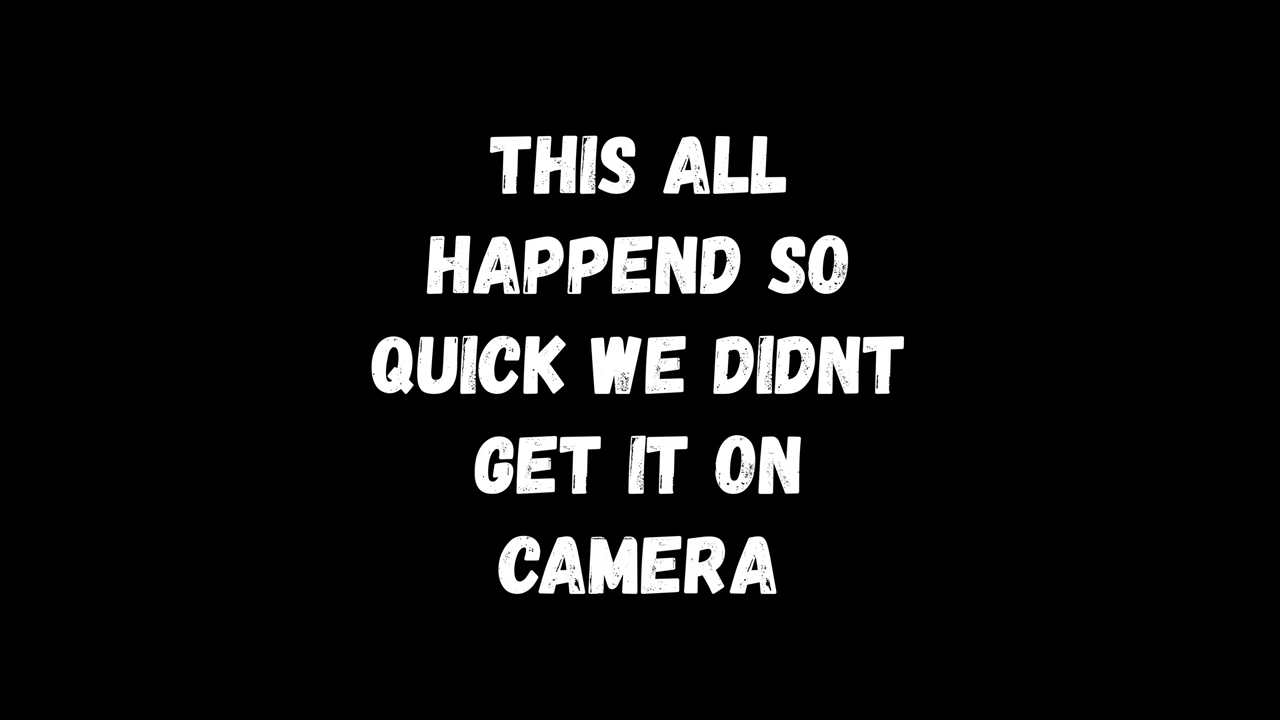 THIS ALL
HAPPEND SO
QUICK WE DIDNT
GET IT ON
CAMERA